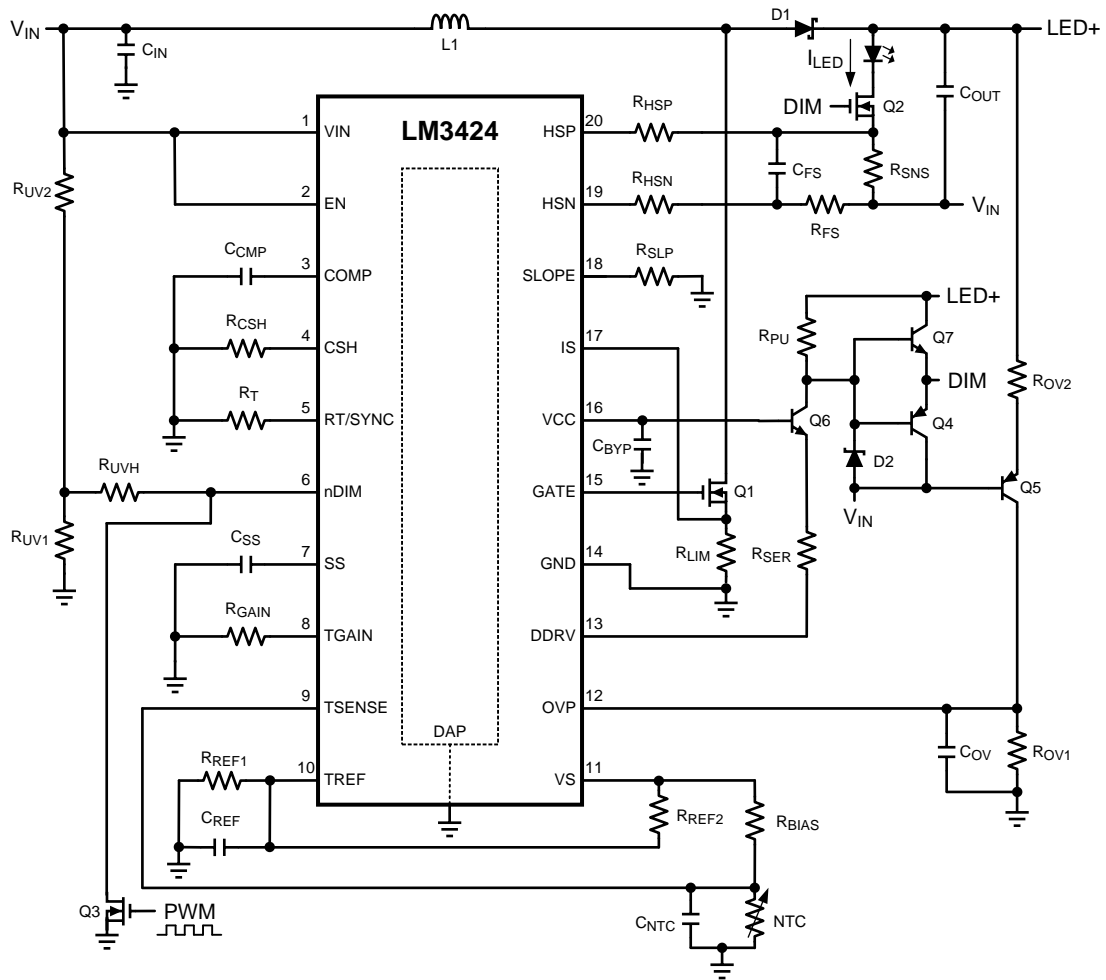 VIN
CIN
L1
D1
LED+
ILED
DIM
Q2
COUT
LM3424
1 VIN
HSP 20
RHSP
CFS
RSNS
RUV2
2 EN
HSN 19
RHSN
RFS
VIN
CCMP
3 COMP
SLOPE 18
RSLP
LED+
RCSH
4 CSH
IS 17
RPU
Q7
DIM
ROV2
RT
5 RT/SYNC
VCC 16
CBYP
Q6
Q4
D2
RUVH
6 nDIM
GATE 15
Q1
VIN
Q5
RUV1
CSS
7 SS
GND 14
RLIM
RSER
RGAIN
8 TGAIN
DDRV 13
9 TSENSE
OVP 12
DAP
COV
ROV1
RREF1
10 TREF
VS 11
CREF
RREF2
RBIAS
Q3
PWM
CNTC
NTC